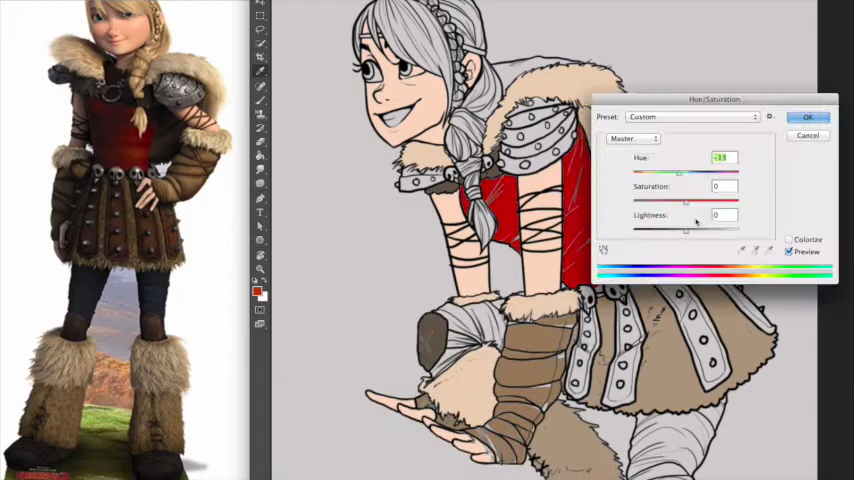 Hue/Saturation
Preset: Custom
OK
Cancel
Master
Hue: -13
Saturation: 0
Lightness: 0
Colorize
Preview
T